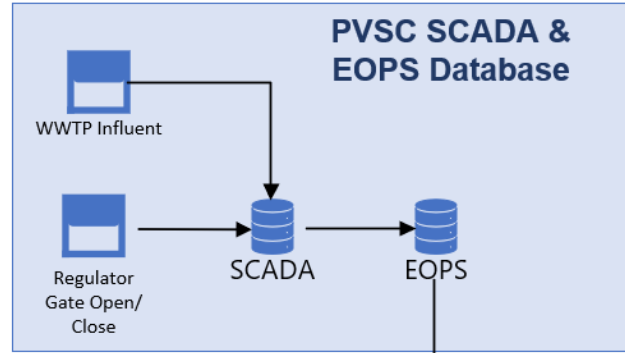 PVSC SCADA &
EOPS Database
WWTP Influent
SCADA
EOPS
Regulator
Gate Open/
Close